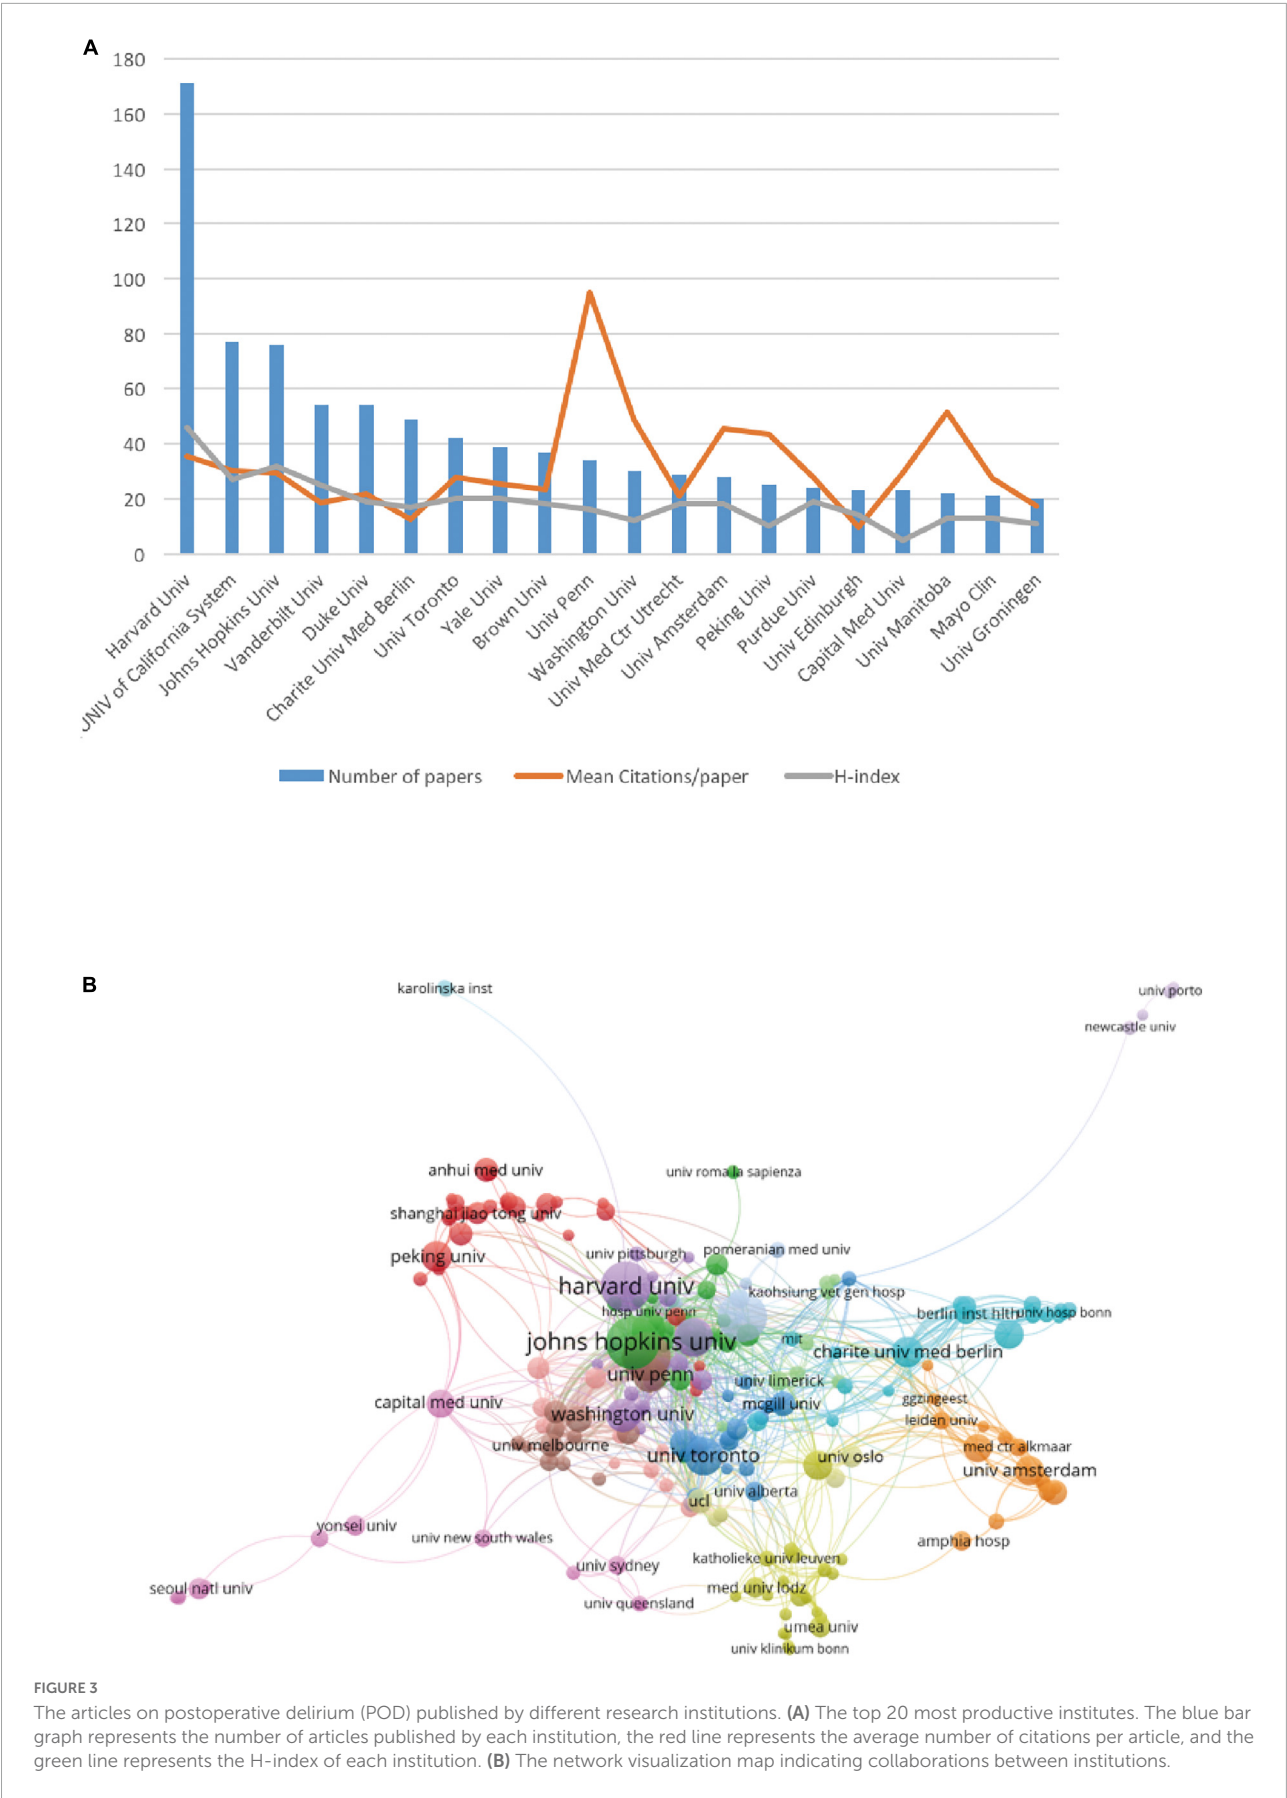 A
180
160
140
120
100
80
60
40
20
0
Harvard Univ
UNIV of California System
Johns Hopkins Univ
Vanderbilt Univ
Duke Univ
Charite Univ Med Berlin
Univ Toronto
Yale Univ
Brown Univ
Univ Penn
Washington Univ
Univ Med Ctr Utrecht
Univ Amsterdam
Peking Univ
Purdue Univ
Univ Edinburgh
Capital Med Univ
Univ Manitoba
Mayo Clin
Univ Groningen
Number of papers
Mean Citations/paper
H-index
B
karolinska inst
univ porto
newcastle univ
anhui med univ
univ roma la sapienza
shanghai jiao tong univ
peking univ
univ pittsburgh
pomeranian med univ
harvard univ
kaohsiung vet gen hosp
hosp univ penn
berlin inst hlth
univ hosp bonn
johns hopkins univ
mit
charite univ med berlin
univ penn
univ limerick
capital med univ
mcgill univ
ggzingeest
washington univ
leiden univ
univ melbourne
med ctr alkmaar
univ toronto
univ oslo
univ amsterdam
univ alberta
ucl
yonsei univ
univ new south wales
amphia hosp
katholieke univ leuven
univ sydney
seoul natl univ
med univ lodz
univ queensland
umea univ
univ klinikum bonn
FIGURE 3
The articles on postoperative delirium (POD) published by different research institutions. (A) The top 20 most productive institutes. The blue bar
graph represents the number of articles published by each institution, the red line represents the average number of citations per article, and the
green line represents the H-index of each institution. (B) The network visualization map indicating collaborations between institutions.